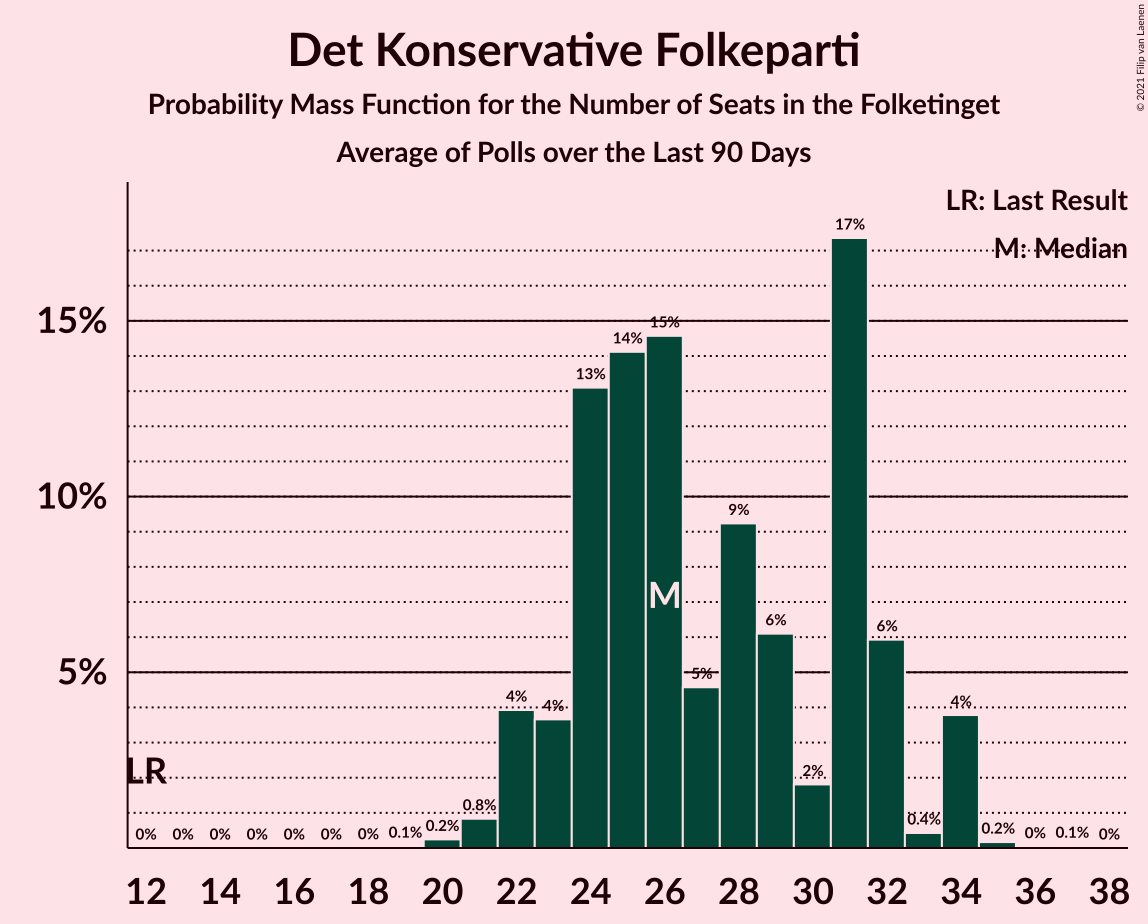 Det Konservative Folkeparti
Probability Mass Function for the Number of Seats in the Folketinget
Average of Polls over the Last 90 Days
© 2021 Filip van Laenen
LR: Last Result
M: Median
15%
10%
5%
LR
M
0% 0% 0% 0% 0% 0% 0% 0.1% 0.2% 0.8% 4% 4% 13% 14% 15% 5% 9% 6% 2% 17% 6% 0.4% 4% 0.2% 0% 0.1% 0%
12 14 16 18 20 22 24 26 28 30 32 34 36 38